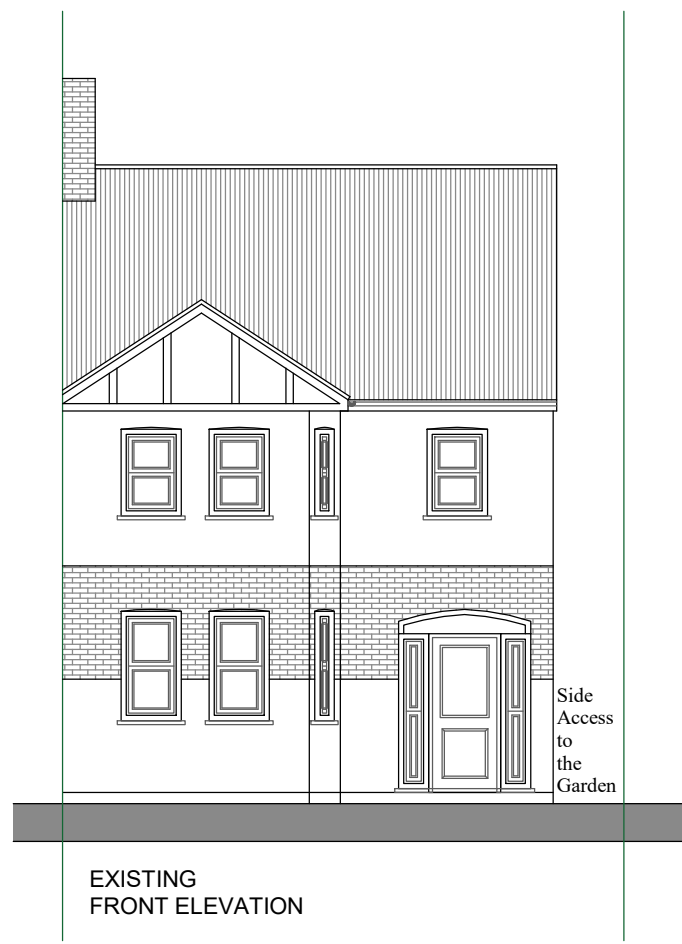 Side
Access
to
the
Garden
EXISTING
FRONT ELEVATION